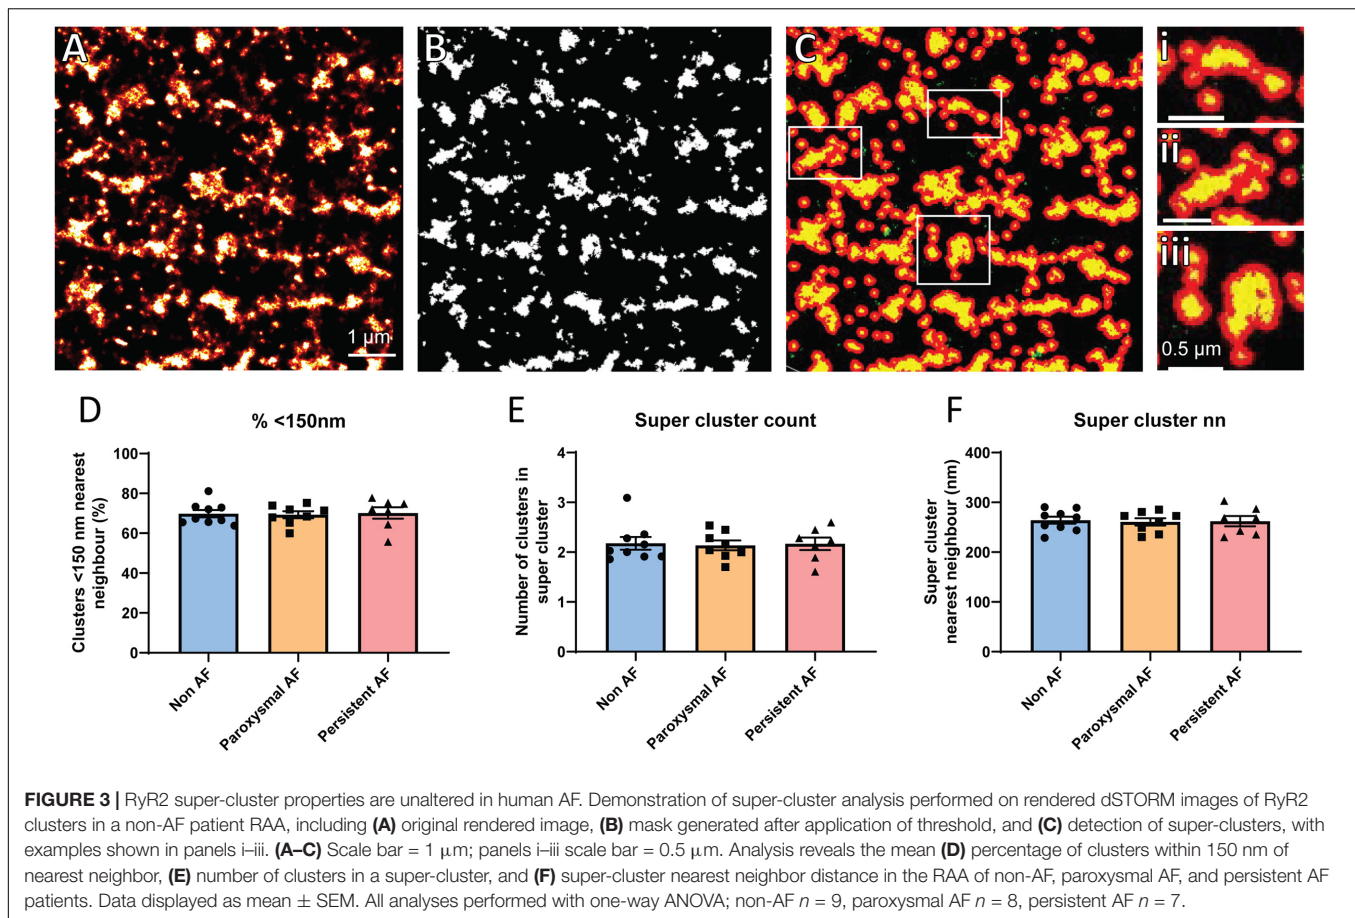 A
B
C
i
ii
iii
1 μm
0.5 μm
D
% <150nm
Clusters <150 nm nearest
neighbour (%)
100
80
60
40
20
0
Non AF
Paroxysmal AF
Persistent AF
E
Super cluster count
Number of clusters in
super cluster
4
3
2
1
0
Non AF
Paroxysmal AF
Persistent AF
F
Super cluster nn
Super cluster
nearest neighbour (nm)
400
300
200
100
0
Non AF
Paroxysmal AF
Persistent AF
FIGURE 3 | RyR2 super-cluster properties are unaltered in human AF. Demonstration of super-cluster analysis performed on rendered dSTORM images of RyR2
clusters in a non-AF patient RAA, including (A) original rendered image, (B) mask generated after application of threshold, and (C) detection of super-clusters, with
examples shown in panels i–iii. (A–C) Scale bar = 1 μm; panels i–iii scale bar = 0.5 μm. Analysis reveals the mean (D) percentage of clusters within 150 nm of
nearest neighbor, (E) number of clusters in a super-cluster, and (F) super-cluster nearest neighbor distance in the RAA of non-AF, paroxysmal AF, and persistent AF
patients. Data displayed as mean ± SEM. All analyses performed with one-way ANOVA; non-AF n = 9, paroxysmal AF n = 8, persistent AF n = 7.